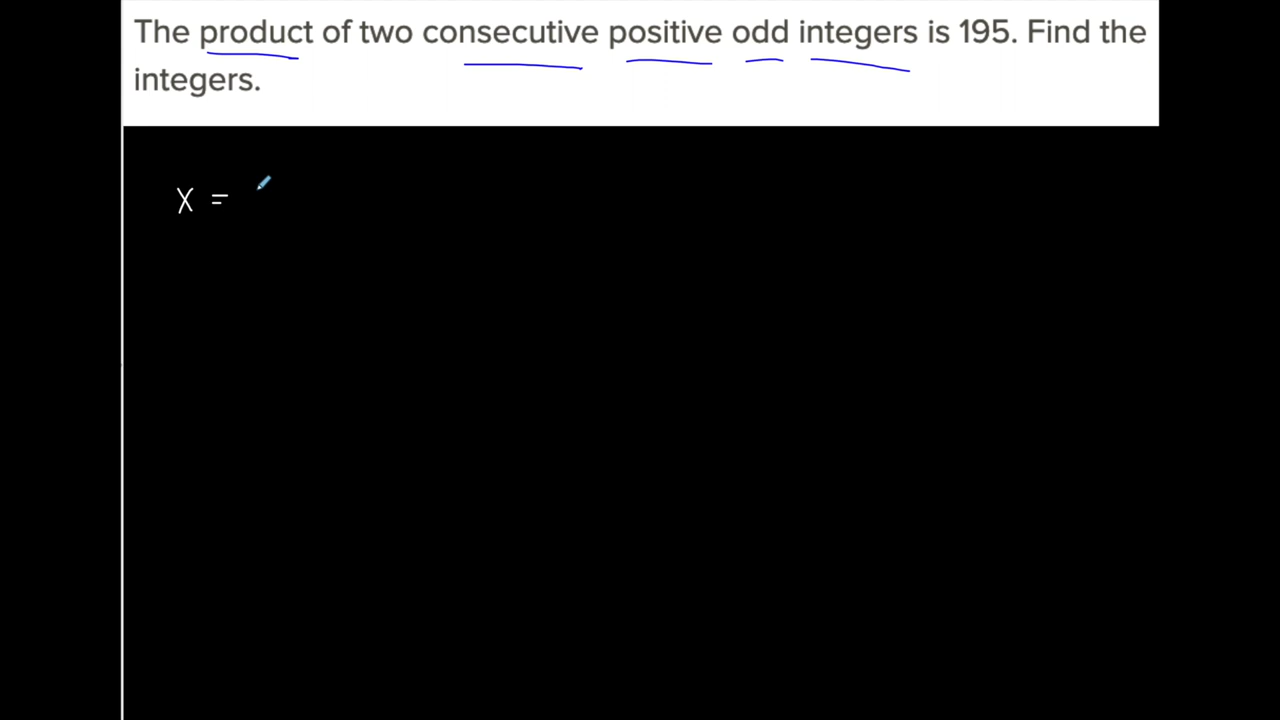 The product of two consecutive positive odd integers is 195. Find the
integers.
X =